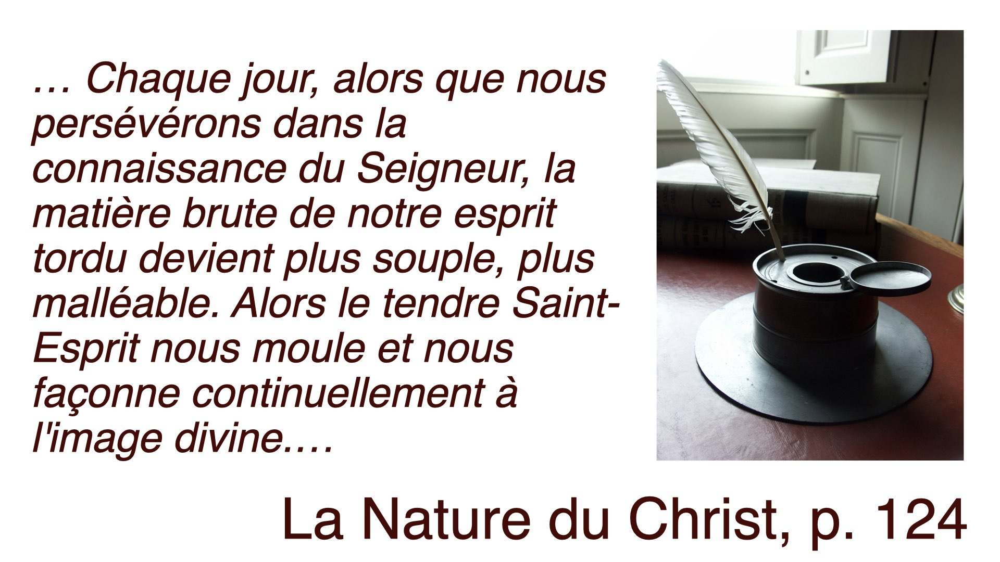 … Chaque jour, alors que nous
persévérons dans la
connaissance du Seigneur, la
matière brute de notre esprit
tordu devient plus souple, plus
malléable. Alors le tendre Saint-
Esprit nous moule et nous
façonne continuellement à
l'image divine.…
La Nature du Christ, p. 124